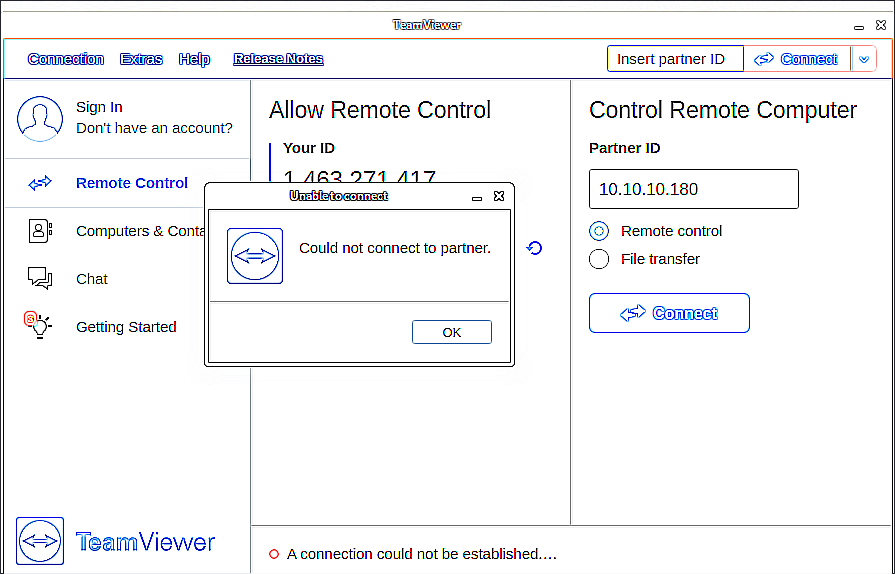 TeamViewer
Connection Extras Help Release Notes
Insert partner ID Connect
Sign In
Don't have an account?
Remote Control
Computers & Conta
Chat
Getting Started
TeamViewer
Allow Remote Control
Your ID
1 463 271 417
Unable to connect
Could not connect to partner.
OK
Control Remote Computer
Partner ID
10.10.10.180
Remote control
File transfer
Connect
A connection could not be established....